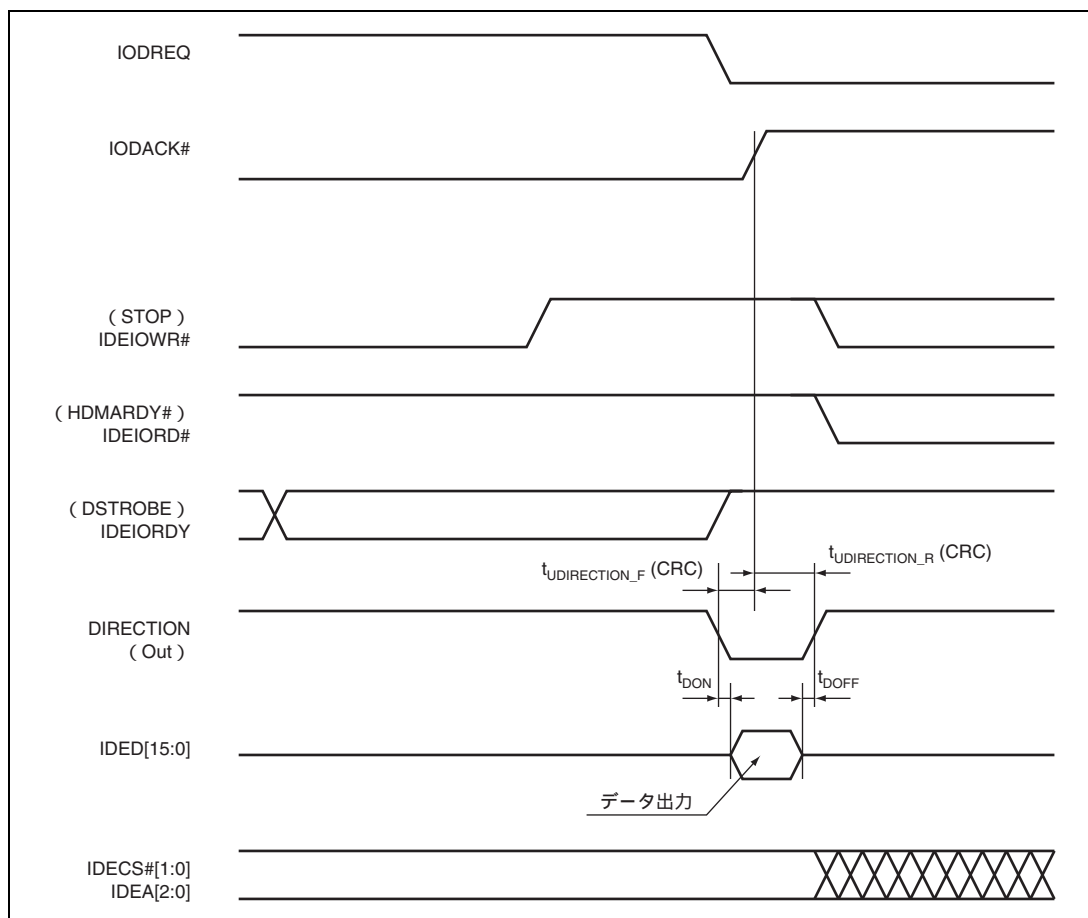 IODREQ
IODACK#
( STOP )
IDEIOWR#
( HDMARDY# )
IDEIORD#
( DSTROBE )
IDEIORDY
tUDIRECTION_F (CRC)
tUDIRECTION_R (CRC)
DIRECTION
( Out )
tDON
tDOFF
IDED[15:0]
データ出力
IDECS#[1:0]
IDEA[2:0]